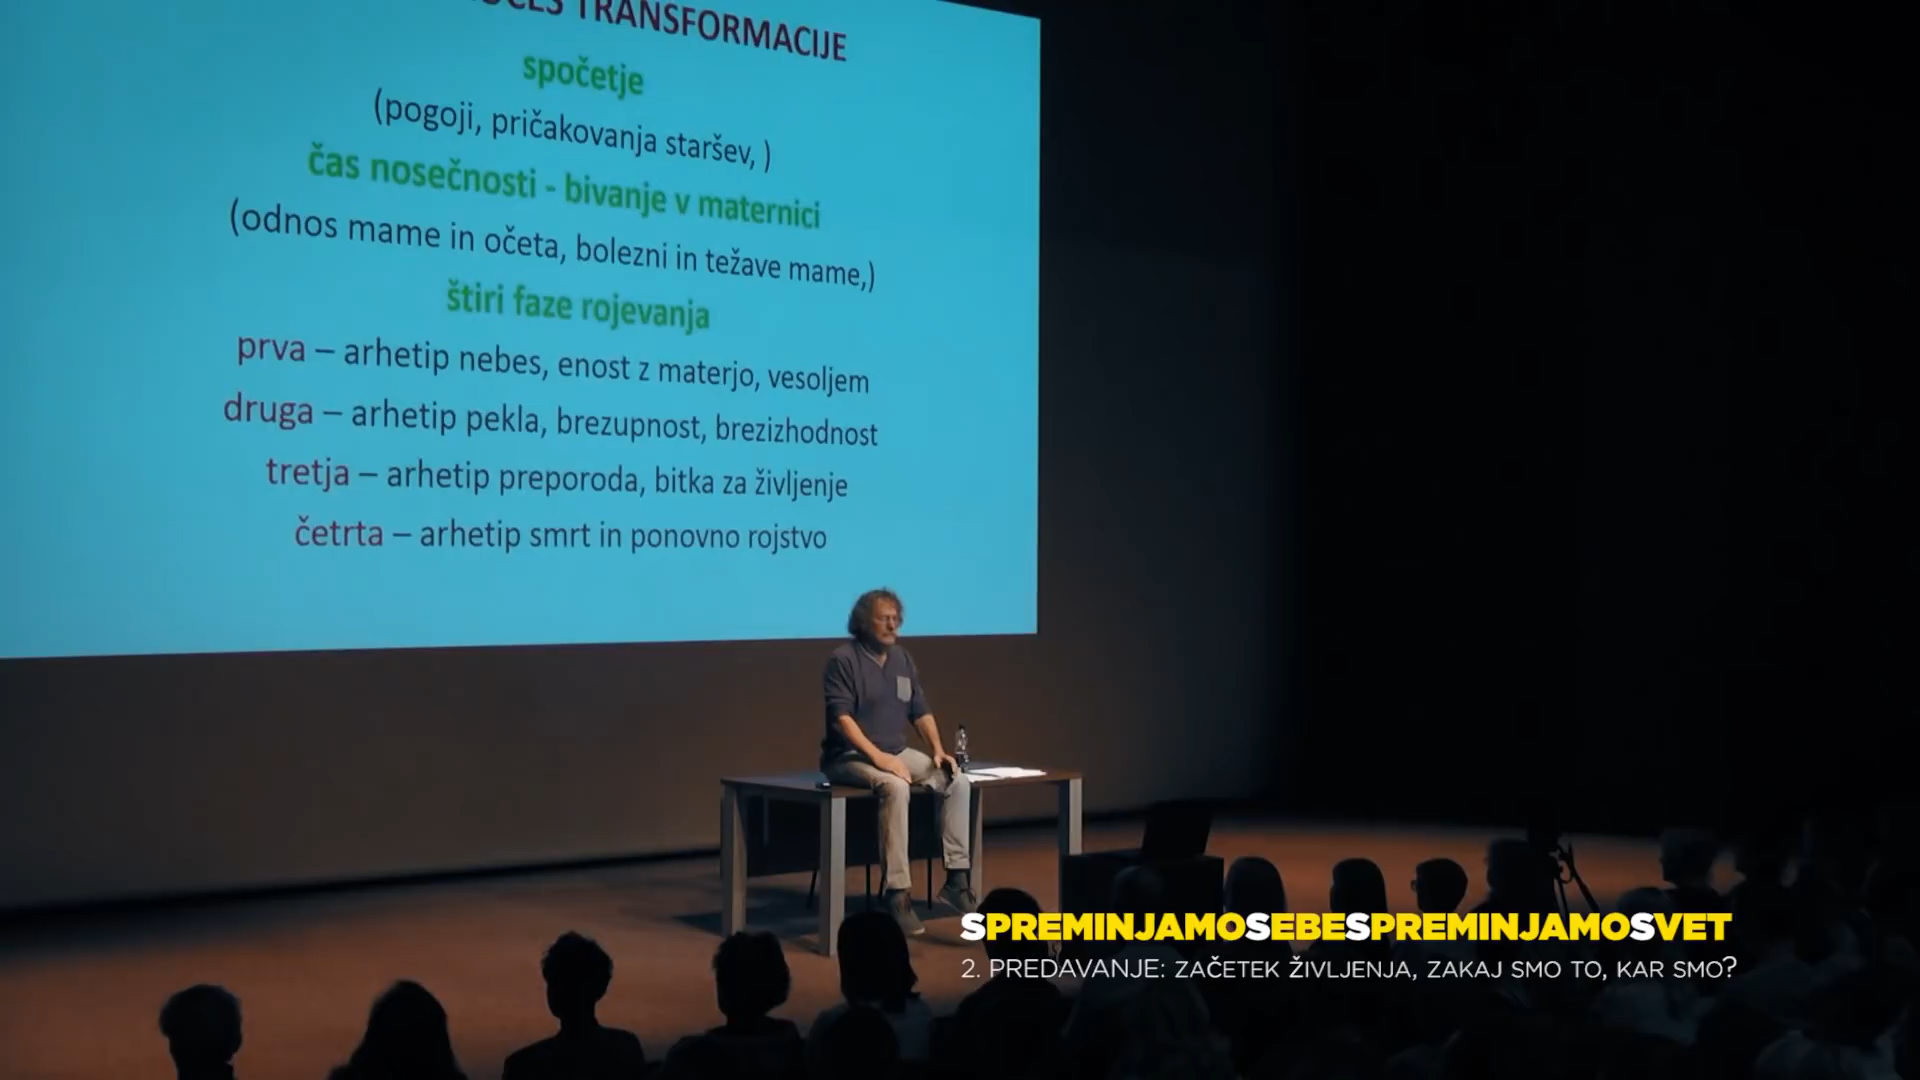 TRANSFORMACIJE
spočetje
(pogoji, pričakovanja staršev, )
čas nosečnosti - bivanje v maternici
(odnos mame in očeta, bolezni in težave mame,)
štiri faze rojevanja
prva – arhetip nebes, enost z materjo, vesoljem
druga – arhetip pekla, brezupnost, brezizhodnost
tretja – arhetip preporoda, bitka za življenje
četrta – arhetip smrt in ponovno rojstvo
SPREMINJAMOSEBESPREMINJAMOSVET
2. PREDAVANJE: ZAČETEK ŽIVLJENJA, ZAKAJ SMO TO, KAR SMO?